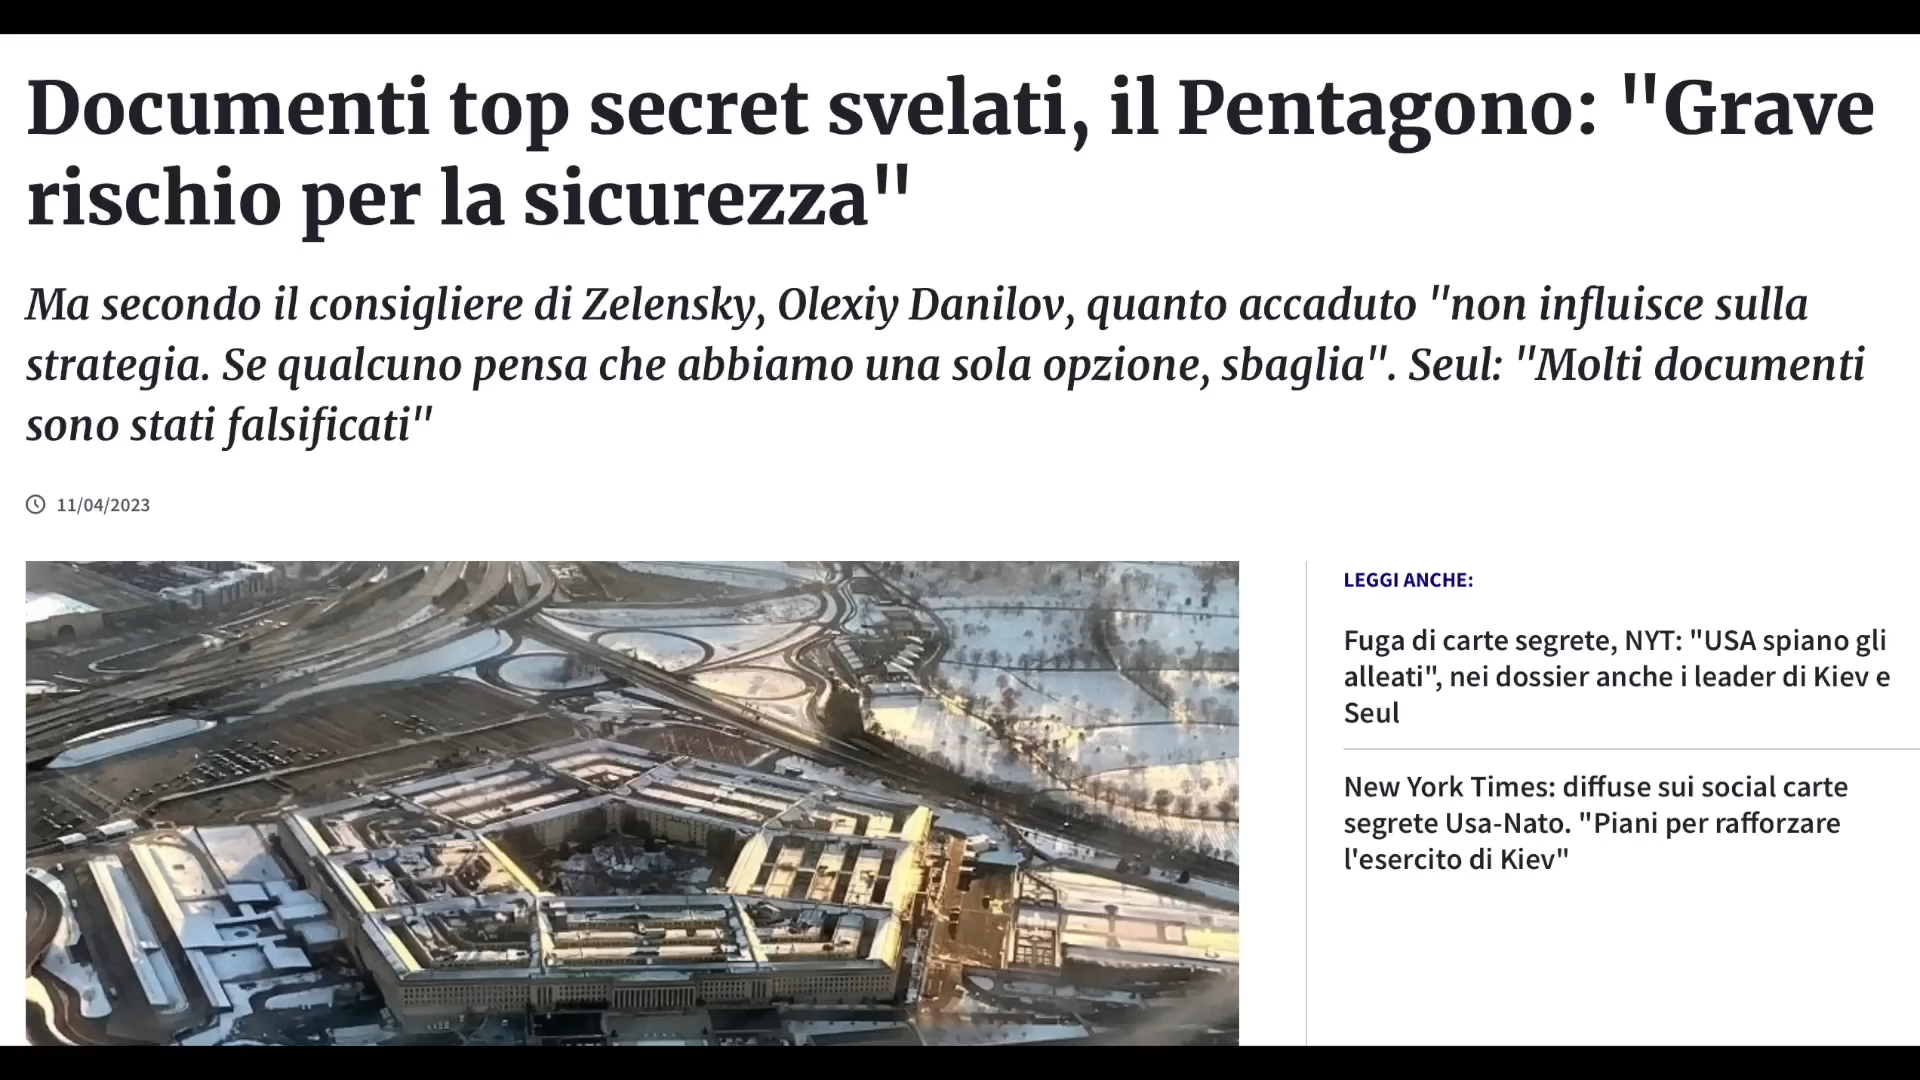 Documenti top secret svelati, il Pentagono: "Grave
rischio per la sicurezza"
Ma secondo il consigliere di Zelensky, Olexiy Danilov, quanto accaduto "non influisce sulla
strategia. Se qualcuno pensa che abbiamo una sola opzione, sbaglia". Seul: "Molti documenti
sono stati falsificati"
11/04/2023
LEGGI ANCHE:
Fuga di carte segrete, NYT: "USA spiano gli
alleati", nei dossier anche i leader di Kiev e
Seul
New York Times: diffuse sui social carte
segrete Usa-Nato. "Piani per rafforzare
l'esercito di Kiev"